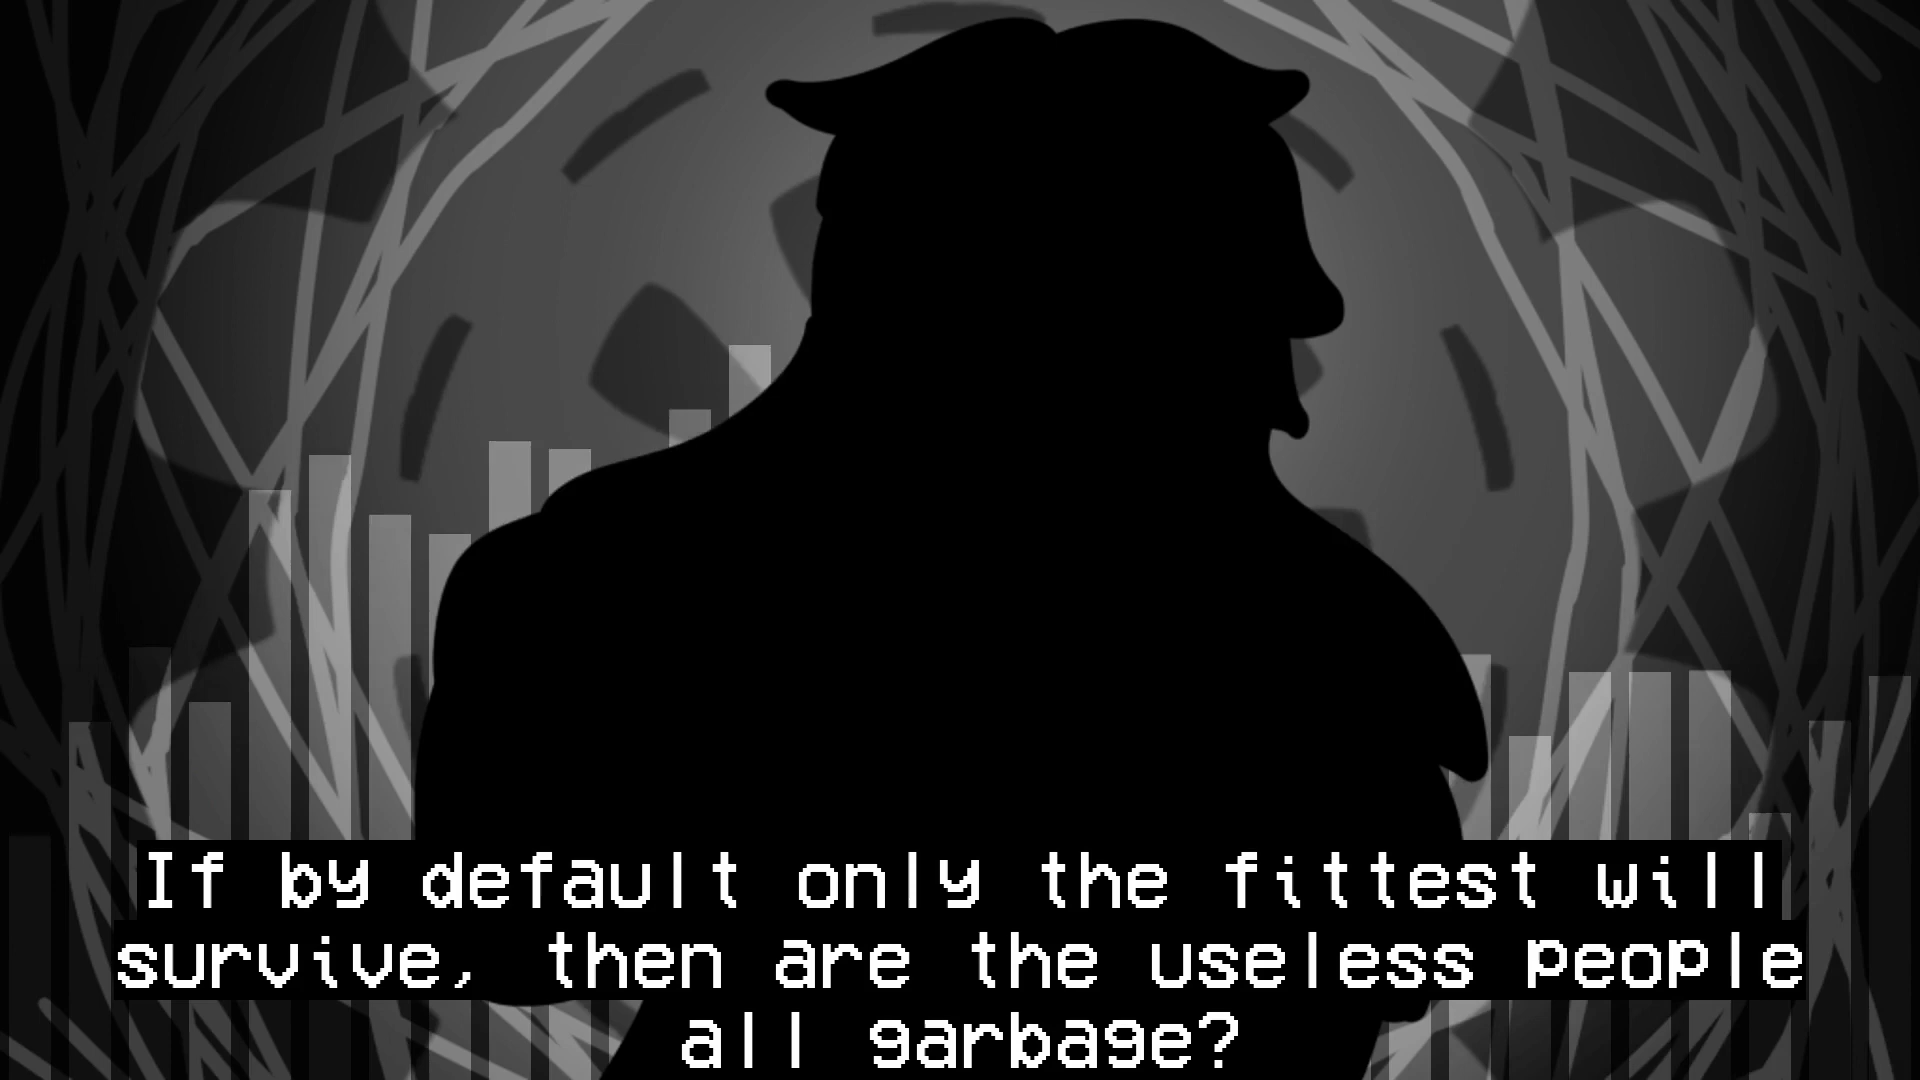 If by default only the fittest will
survive, then are the useless people
all garbage?